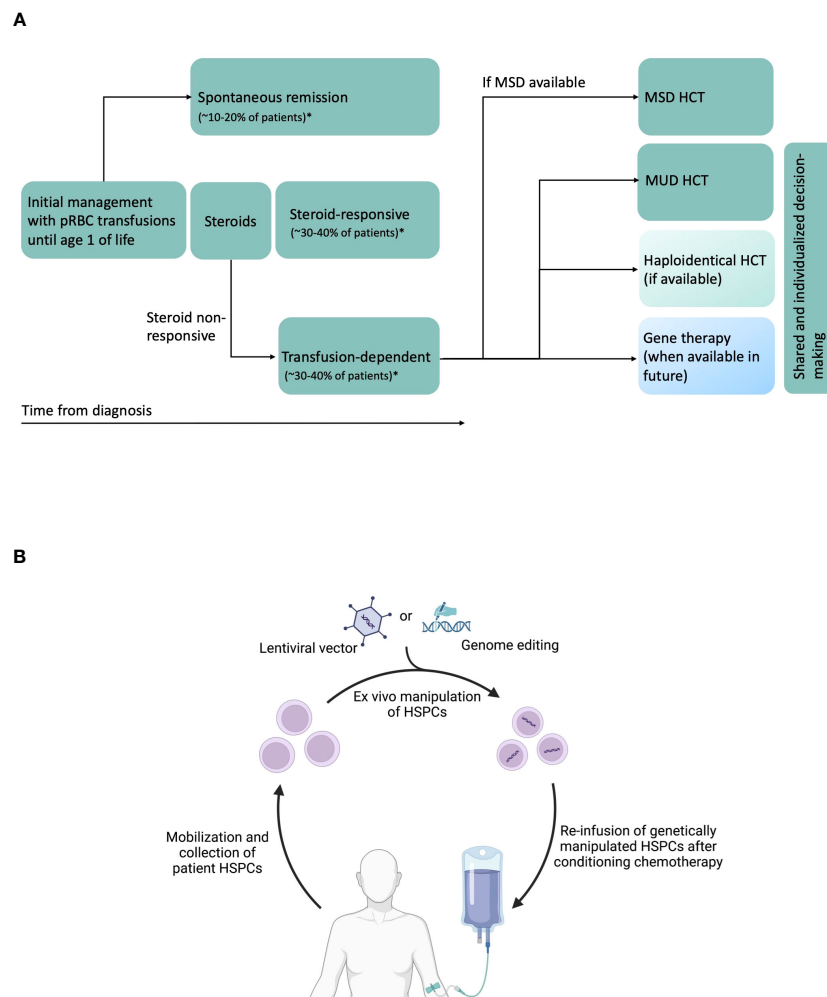 A
Spontaneous remission
(~10-20% of patients)*
If MSD available
MSD HCT
Initial management
with pRBC transfusions
until age 1 of life
Steroids
Steroid-responsive
(~30-40% of patients)*
MUD HCT
Haploidentical HCT
(if available)
Steroid non-
responsive
Transfusion-dependent
(~30-40% of patients)*
Gene therapy
(when available in
future)
Shared and individualized decision-
making
Time from diagnosis
B
Lentiviral vector
or
Genome editing
Ex vivo manipulation
of HSPCs
Mobilization and
collection of
patient HSPCs
Re-infusion of genetically
manipulated HSPCs after
conditioning chemotherapy